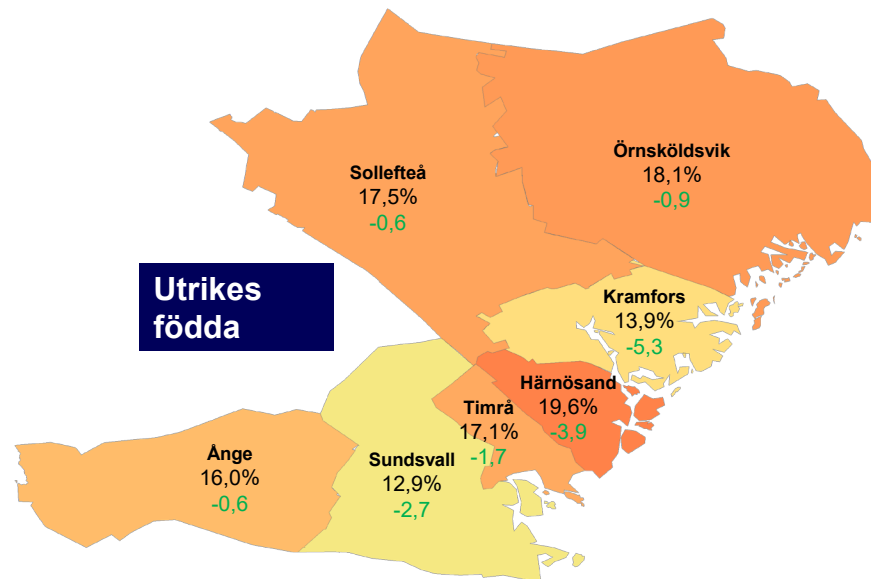 Örnsköldsvik
18,1%
-0,9
Sollefteå
17,5%
-0,6
Utrikes
födda
Kramfors
13,9%
-5,3
Härnösand
19,6%
-3,9
Timrå
17,1%
-1,7
Ånge
16,0%
-0,6
Sundsvall
12,9%
-2,7